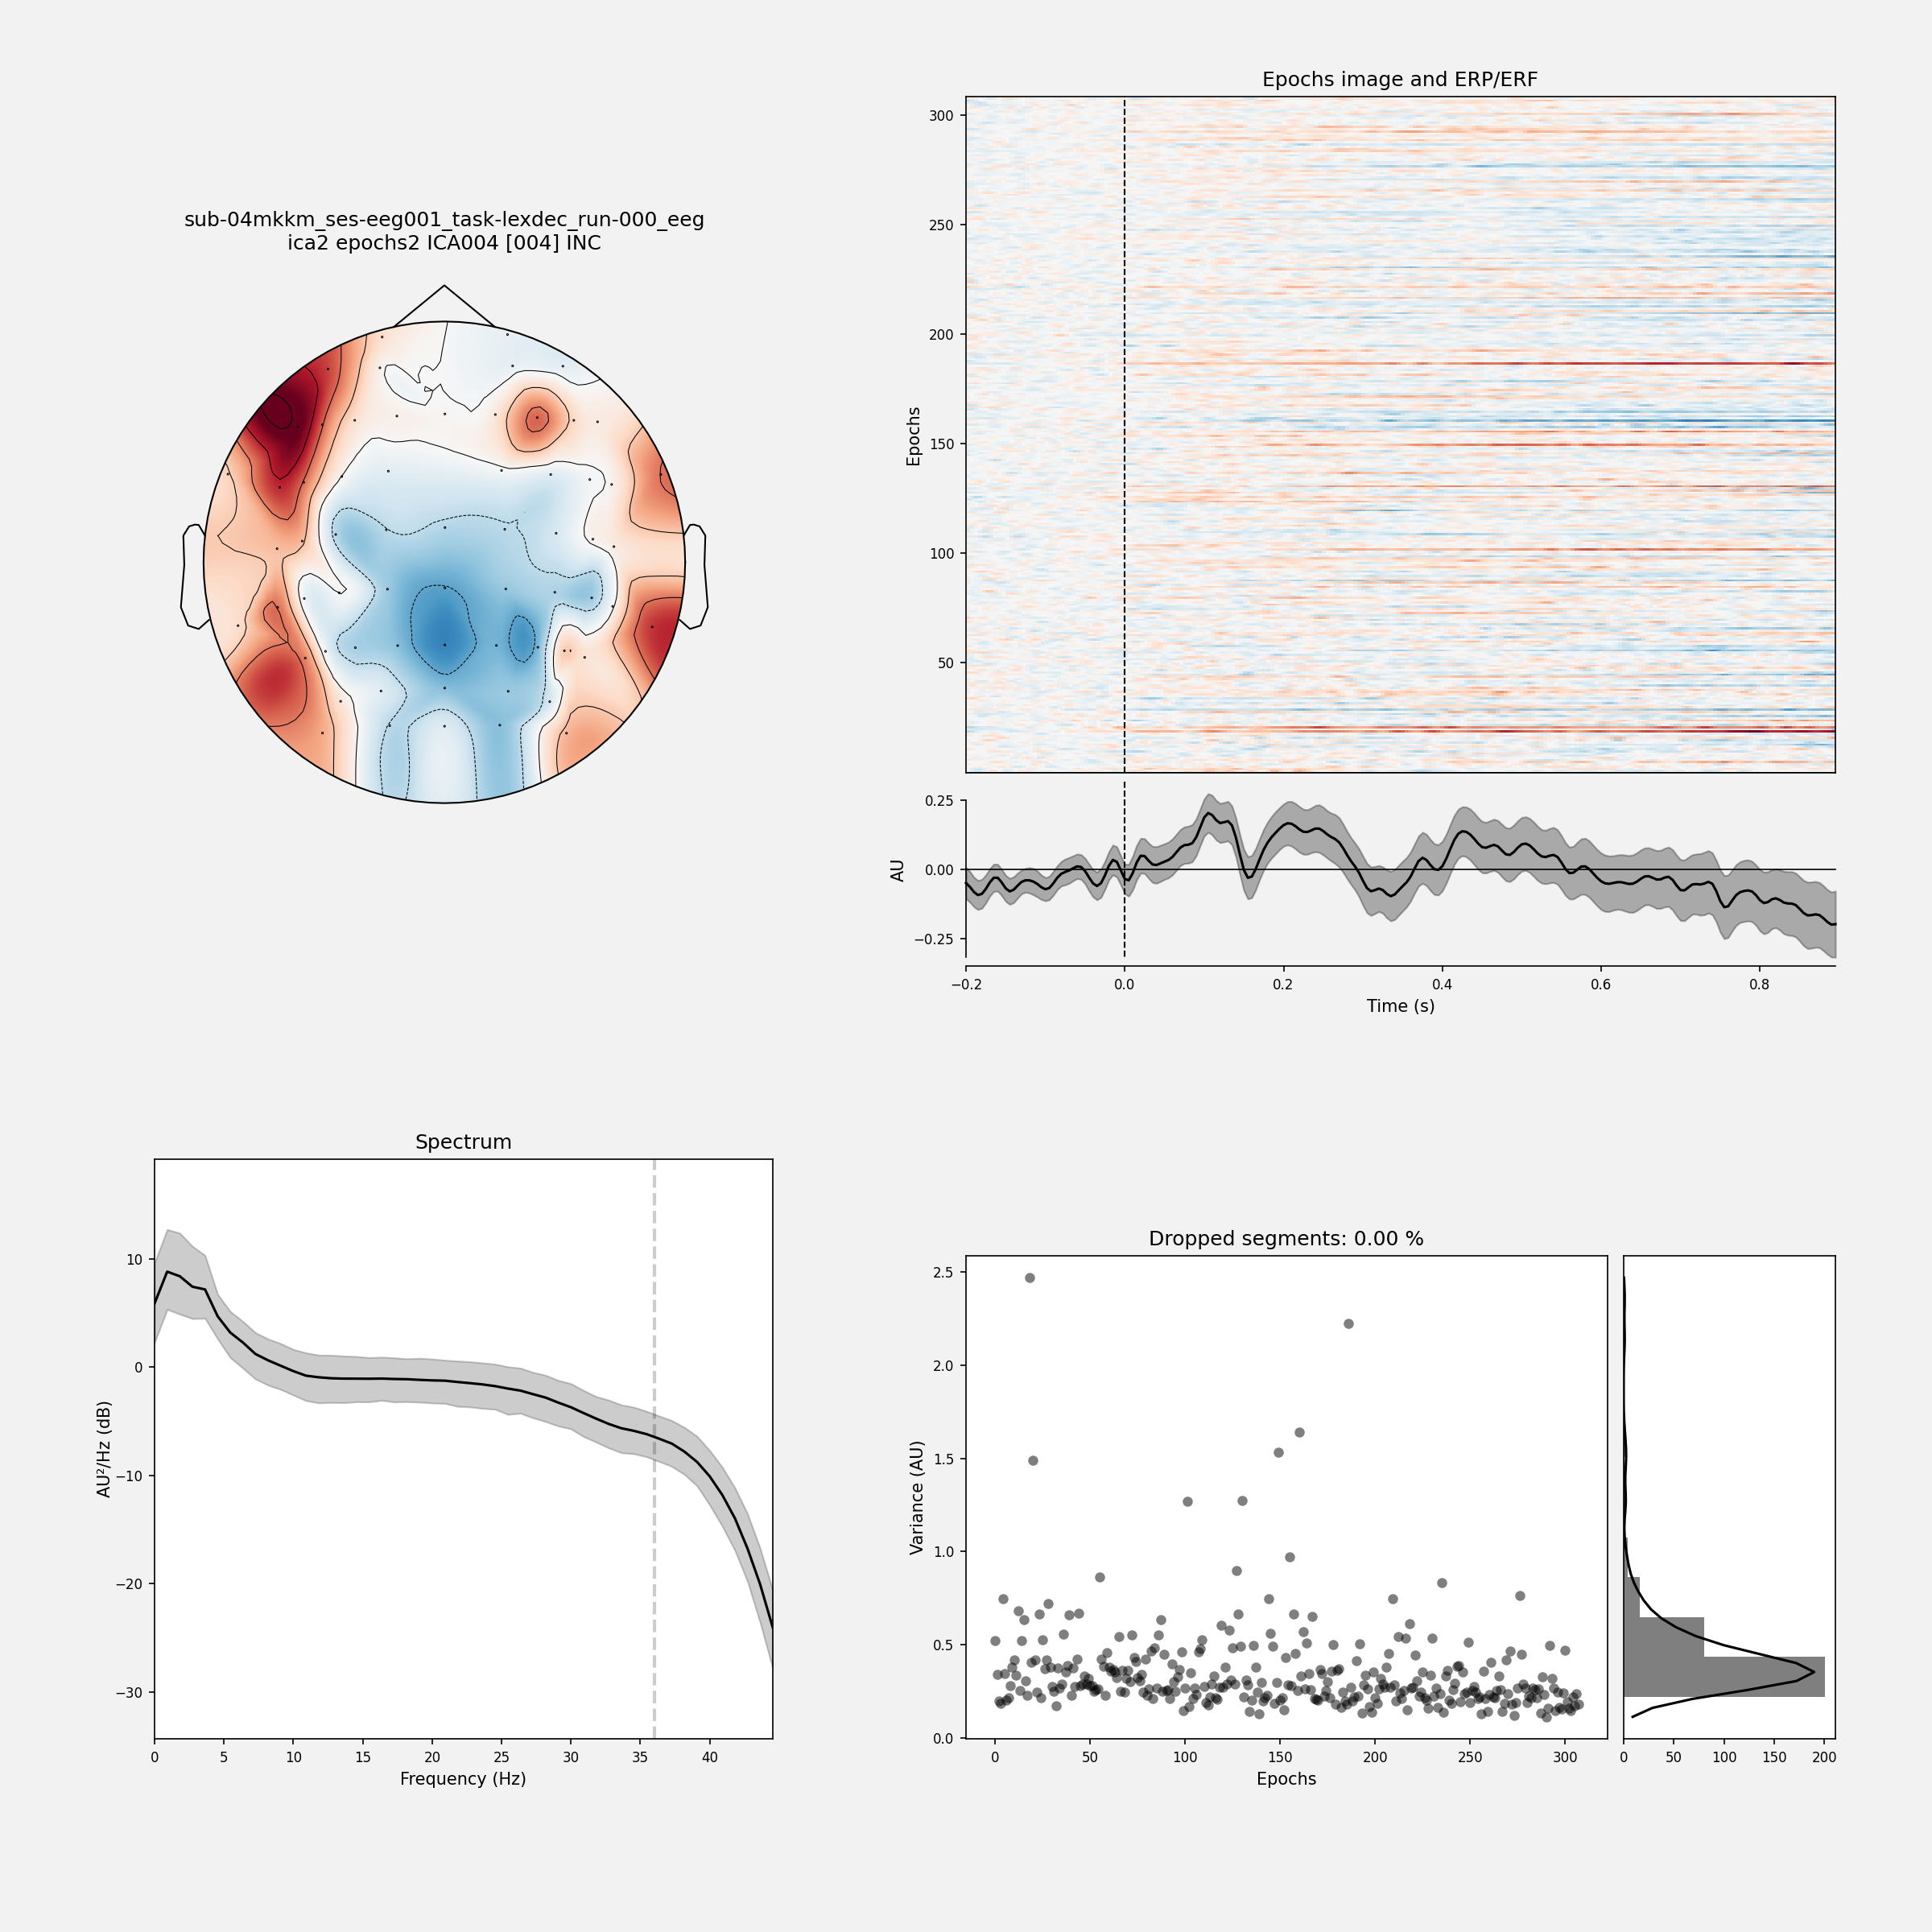 sub-04mkkm_ses-eeg001_task-lexdec_run-000_eeg
ica2 epochs2 ICA004 [004] INC
Epochs image and ERP/ERF
300
250
200
150
100
50
Epochs
0.25
0.00
−0.25
AU
−0.2 0.0 0.2 0.4 0.6 0.8
Time (s)
Spectrum
10
0
−10
−20
−30
AU²/Hz (dB)
0 5 10 15 20 25 30 35 40
Frequency (Hz)
Dropped segments: 0.00 %
2.5
2.0
1.5
1.0
0.5
0.0
Variance (AU)
0 50 100 150 200 250 300
Epochs
0 50 100 150 200